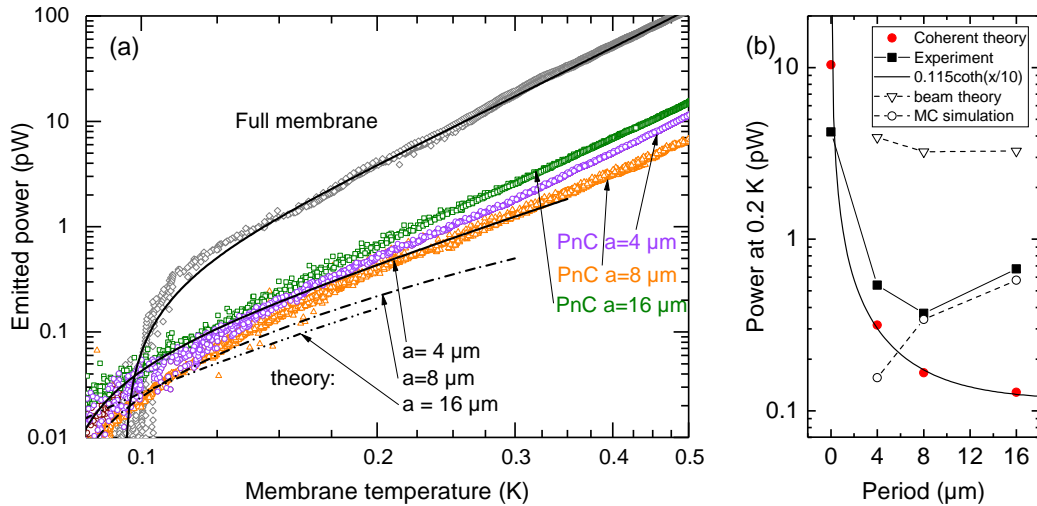 (a)
100
10
1
0.1
0.01
Emitted power (pW)
Full membrane
PnC a=4 µm
PnC a=8 µm
PnC a=16 µm
theory:
a= 4 µm
a=8 µm
a = 16 µm
0.1
0.2
0.3
0.4
0.5
Membrane temperature (K)
(b)
Coherent theory
Experiment
0.115coth(x/10)
beam theory
MC simulation
10
1
0.1
Power at 0.2 K (pW)
0
4
8
12
16
Period (µm)